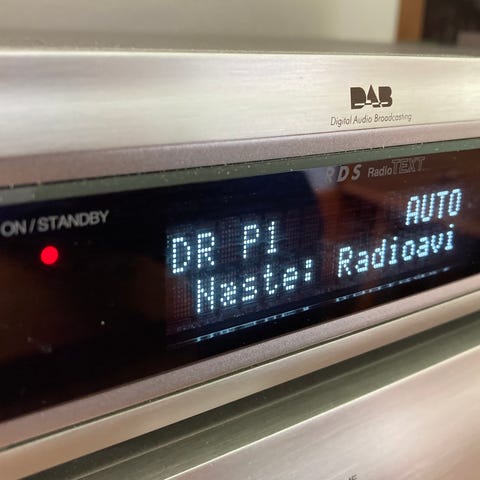 DAB
Digital Audio Broadcasting
RDS RadioTEXT
ON/STANDBY
AUTO
DR P1
Næste: Radioavi